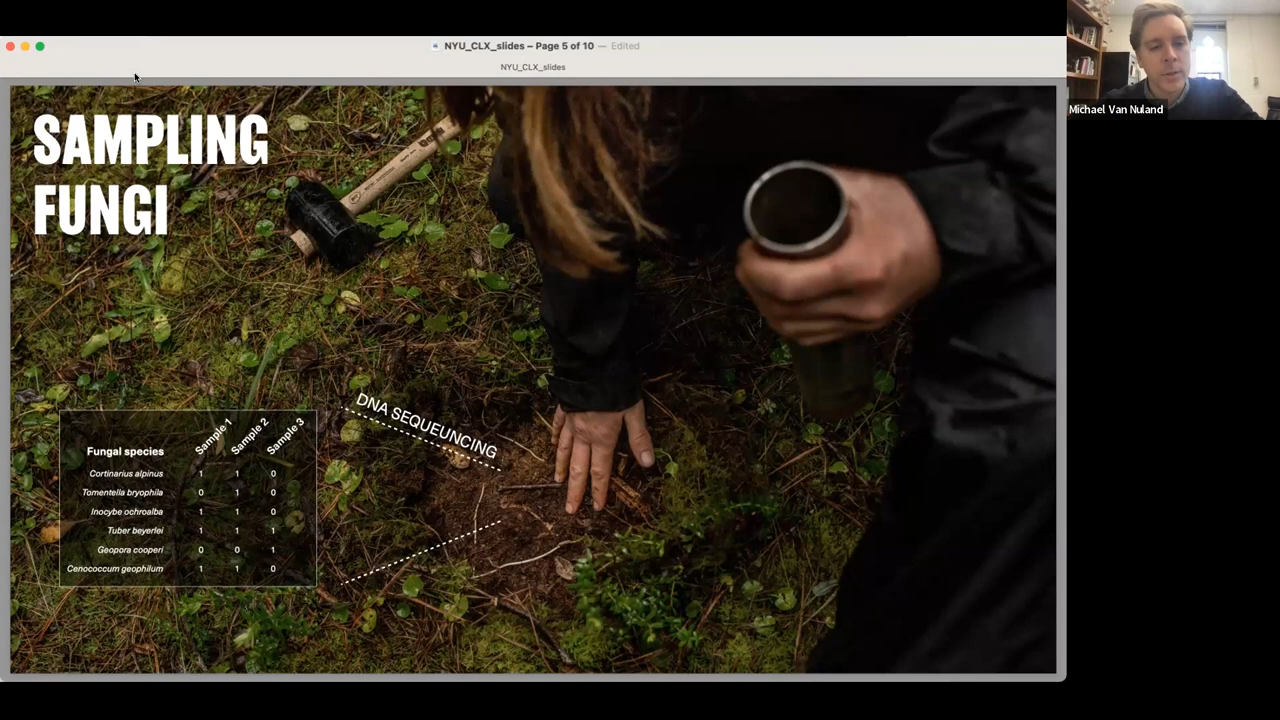 NYU_CLX_slides – Page 5 of 10 — Edited
NYU_CLX_slides
Michael Van Nuland
SAMPLING
FUNGI
DNA SEQUEUNCING
Fungal species Sample 1 Sample 2 Sample 3
Cortinarius alpinus 1 1 0
Tomentella bryophila 0 1 0
Inocybe ochroalba 1 1 0
Tuber beyerlei 1 1 1
Geopora cooperi 0 0 1
Cenococcum geophilum 1 1 0